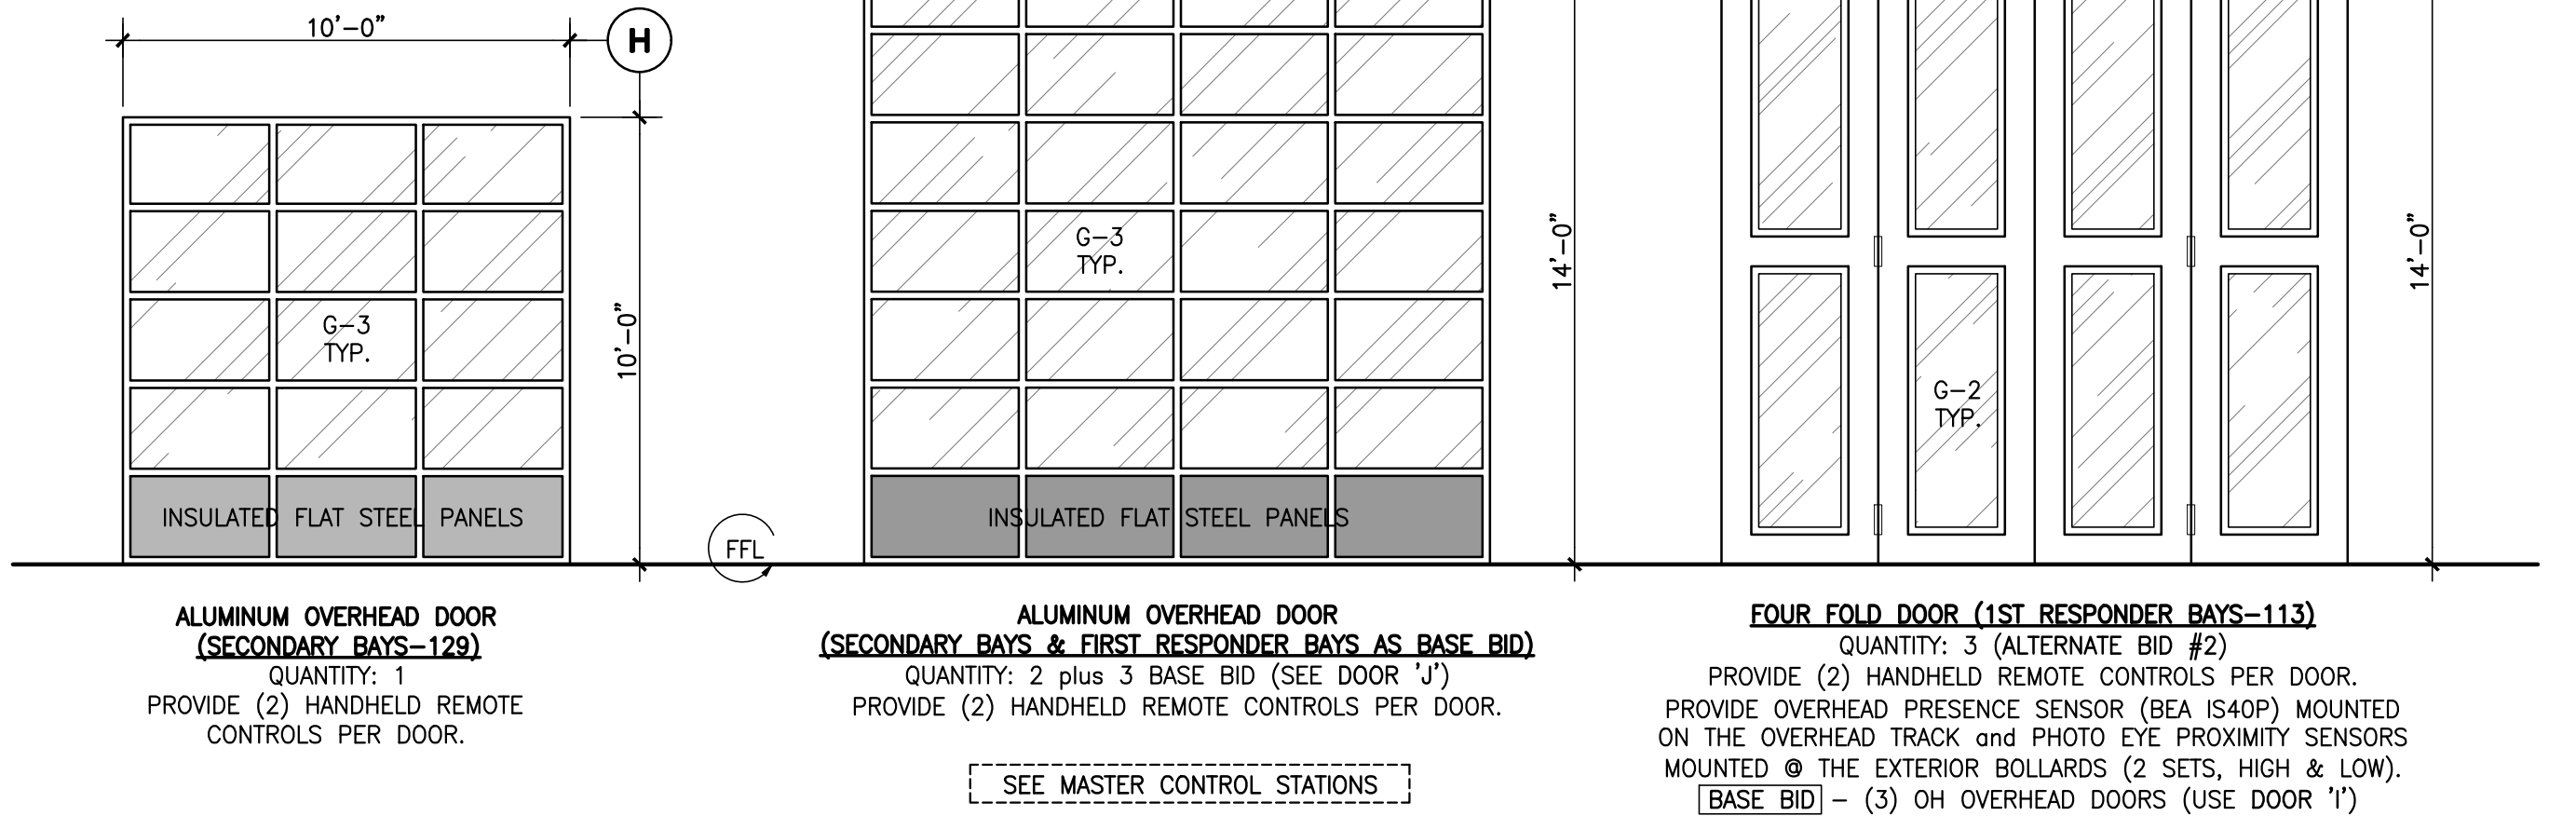 10'-0"
H
10'-0"
G-3
TYP.
INSULATED FLAT STEEL PANELS
ALUMINUM OVERHEAD DOOR
(SECONDARY BAYS-129)
QUANTITY: 1
PROVIDE (2) HANDHELD REMOTE
CONTROLS PER DOOR.
FFL
G-3
TYP.
14'-0"
INSULATED FLAT STEEL PANELS
ALUMINUM OVERHEAD DOOR
(SECONDARY BAYS & FIRST RESPONDER BAYS AS BASE BID)
QUANTITY: 2 plus 3 BASE BID (SEE DOOR 'J')
PROVIDE (2) HANDHELD REMOTE CONTROLS PER DOOR.
SEE MASTER CONTROL STATIONS
G-2
TYP.
14'-0"
FOUR FOLD DOOR (1ST RESPONDER BAYS-113)
QUANTITY: 3 (ALTERNATE BID #2)
PROVIDE (2) HANDHELD REMOTE CONTROLS PER DOOR.
PROVIDE OVERHEAD PRESENCE SENSOR (BEA IS40P) MOUNTED
ON THE OVERHEAD TRACK and PHOTO EYE PROXIMITY SENSORS
MOUNTED @ THE EXTERIOR BOLLARDS (2 SETS, HIGH & LOW).
BASE BID - (3) OH OVERHEAD DOORS (USE DOOR 'I')